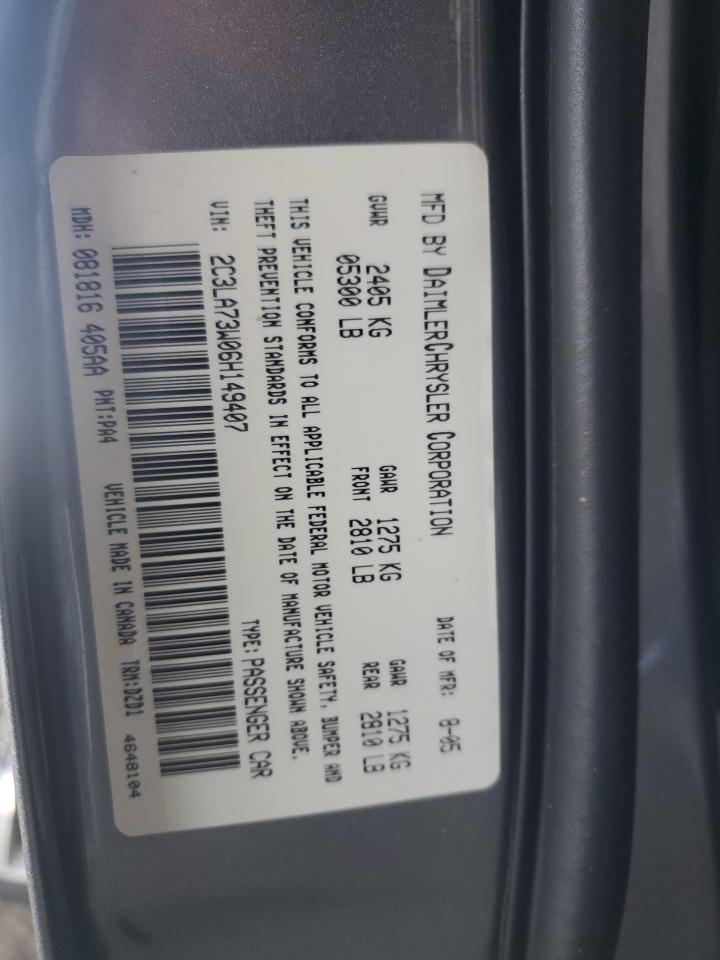 MFD BY DAIMLERCHRYSLER CORPORATION DATE OF MFR: 8-05
GVWR 2405 KG GAWR 1275 KG GAWR 1275 KG
05300 LB FRONT 2810 LB REAR 2810 LB
THIS VEHICLE CONFORMS TO ALL APPLICABLE FEDERAL MOTOR VEHICLE SAFETY, BUMPER AND
THEFT PREVENTION STANDARDS IN EFFECT ON THE DATE OF MANUFACTURE SHOWN ABOVE.
VIN: 2C3LA73W06H149407 TYPE: PASSENGER CAR
MDH: 081816 405AA PNT:PA4 VEHICLE MADE IN CANADA TRM:DZD1 4648104